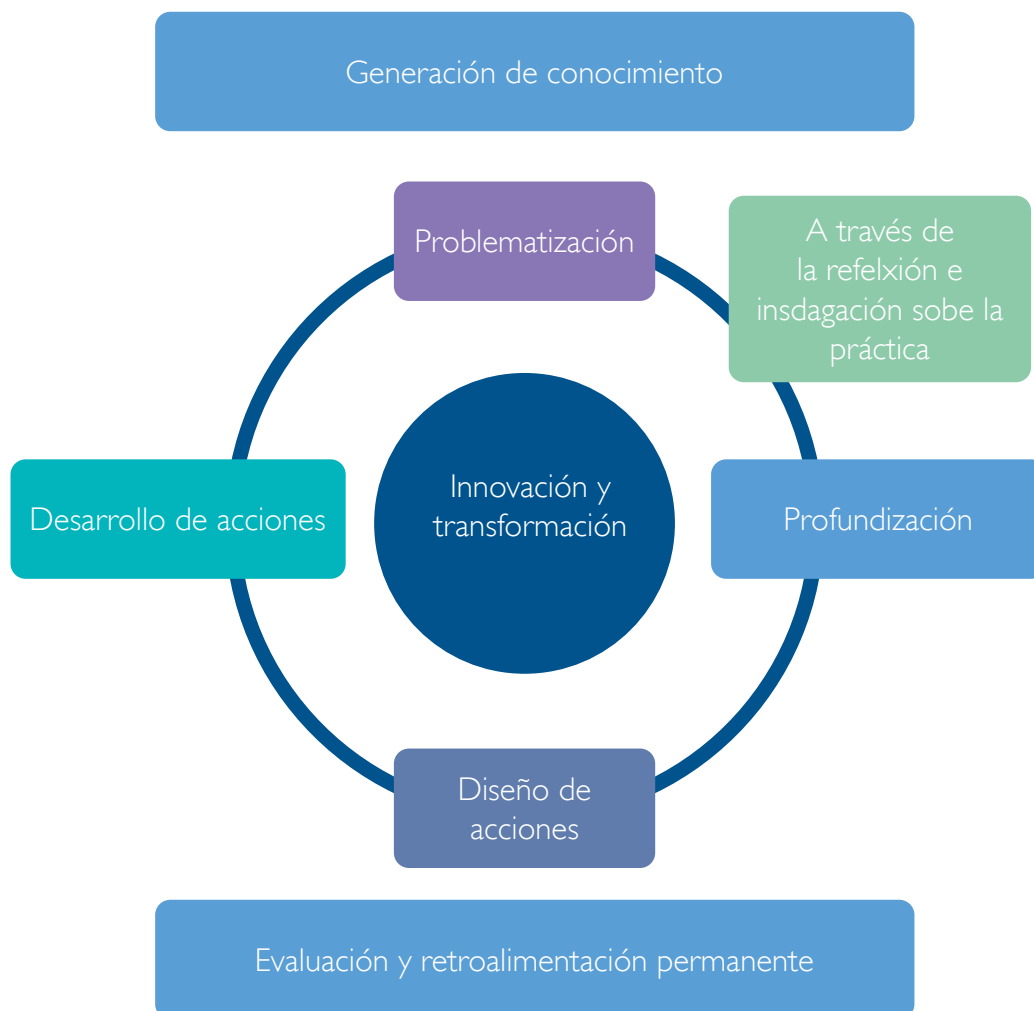 Generación de conocimiento
Problematización
A través de
la refelxión e
insdagación sobe la
práctica
Innovación y
transformación
Desarrollo de acciones
Profundización
Diseño de
acciones
Evaluación y retroalimentación permanente